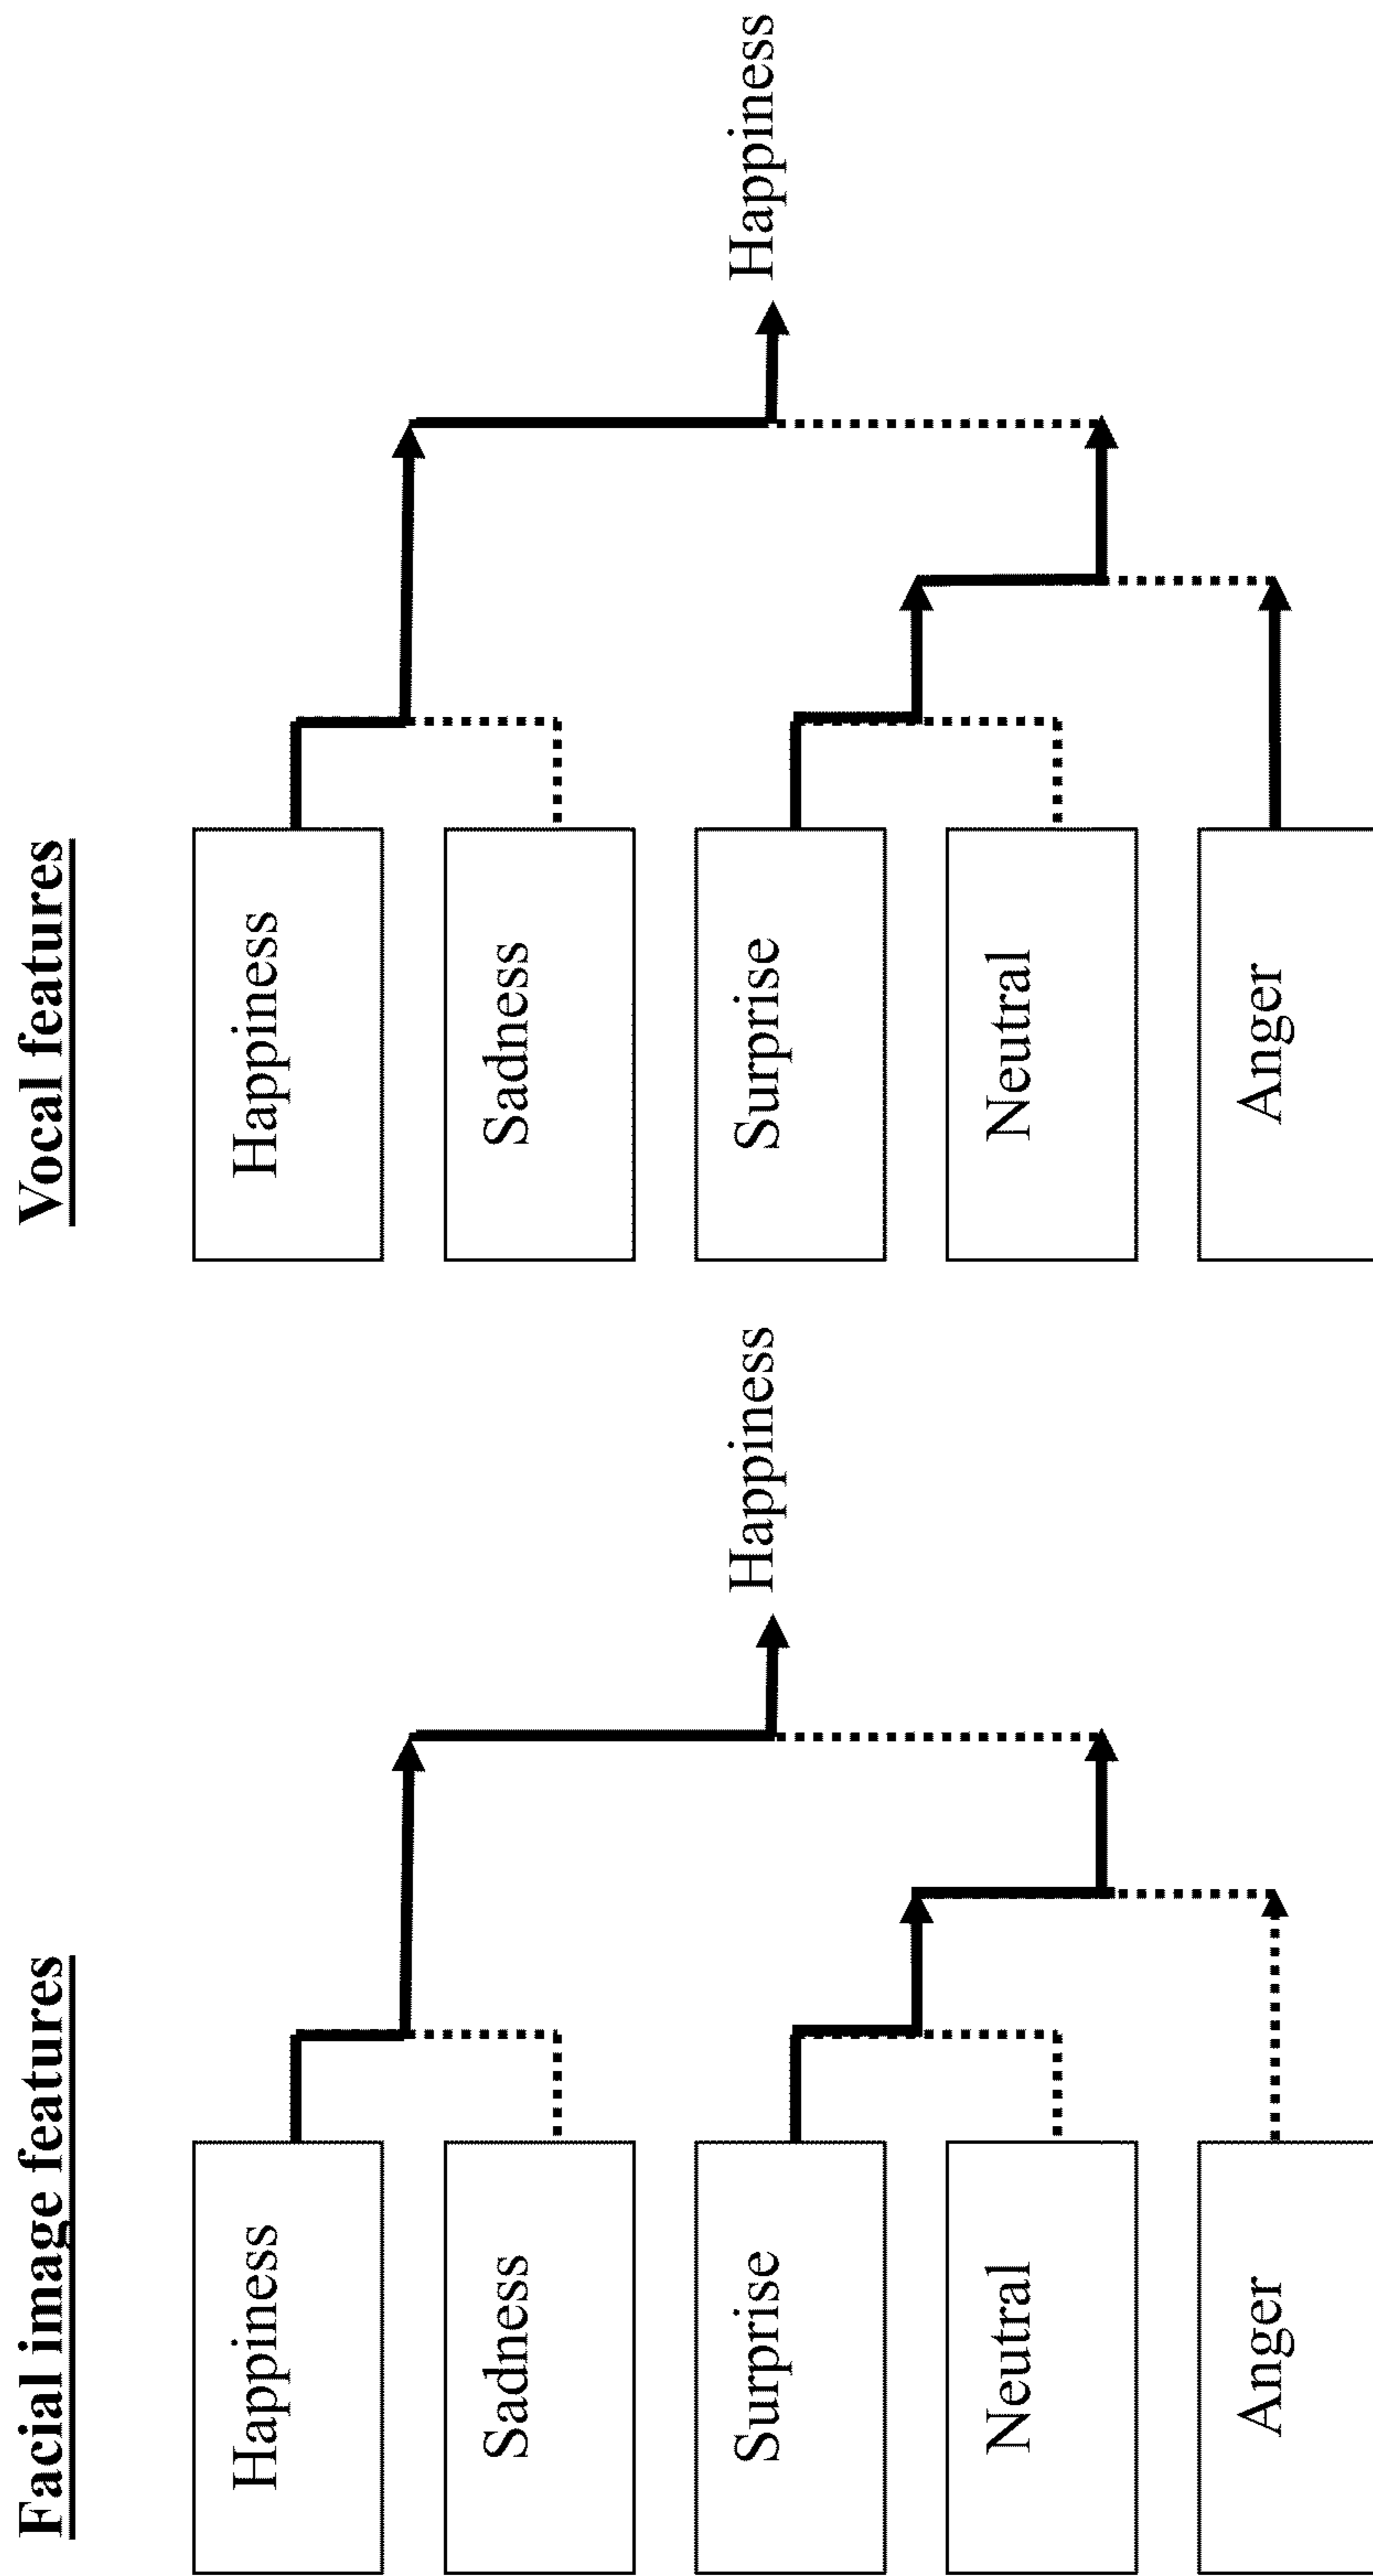 Facial image features
Happiness
Sadness
Surprise
Neutral
Anger
Happiness
Vocal features
Happiness
Sadness
Surprise
Neutral
Anger
Happiness